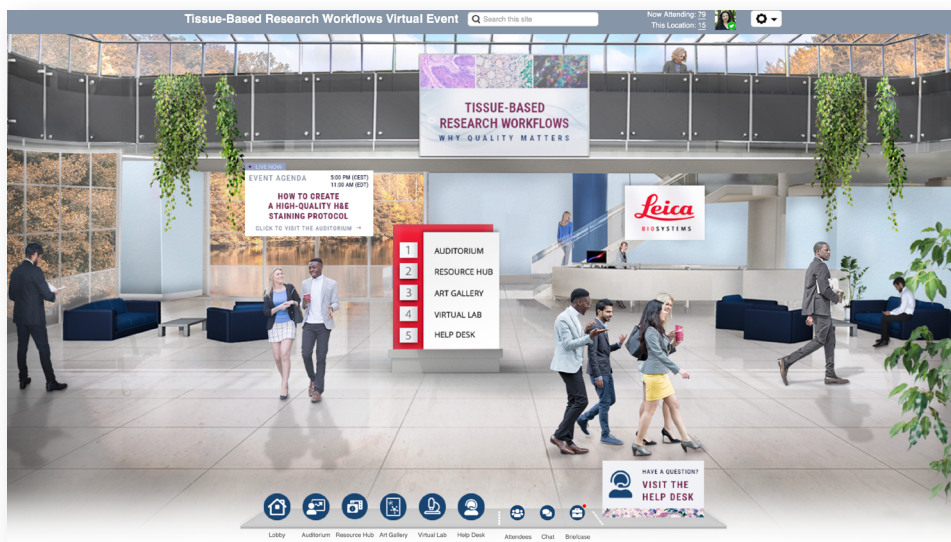 Tissue-Based Research Workflows Virtual Event
Search this site
Now Attending: 79
This Location: 15
TISSUE-BASED
RESEARCH WORKFLOWS
WHY QUALITY MATTERS
LIVE NOW
EVENT AGENDA
5:00 PM (CEST)
11:00 AM (EDT)
HOW TO CREATE
A HIGH-QUALITY H&E
STAINING PROTOCOL
CLICK TO VISIT THE AUDITORIUM →
Leica
BIOSYSTEMS
1 AUDITORIUM
2 RESOURCE HUB
3 ART GALLERY
4 VIRTUAL LAB
5 HELP DESK
HAVE A QUESTION?
VISIT THE
HELP DESK
Lobby Auditorium Resource Hub Art Gallery Virtual Lab Help Desk Attendees Chat Briefcase